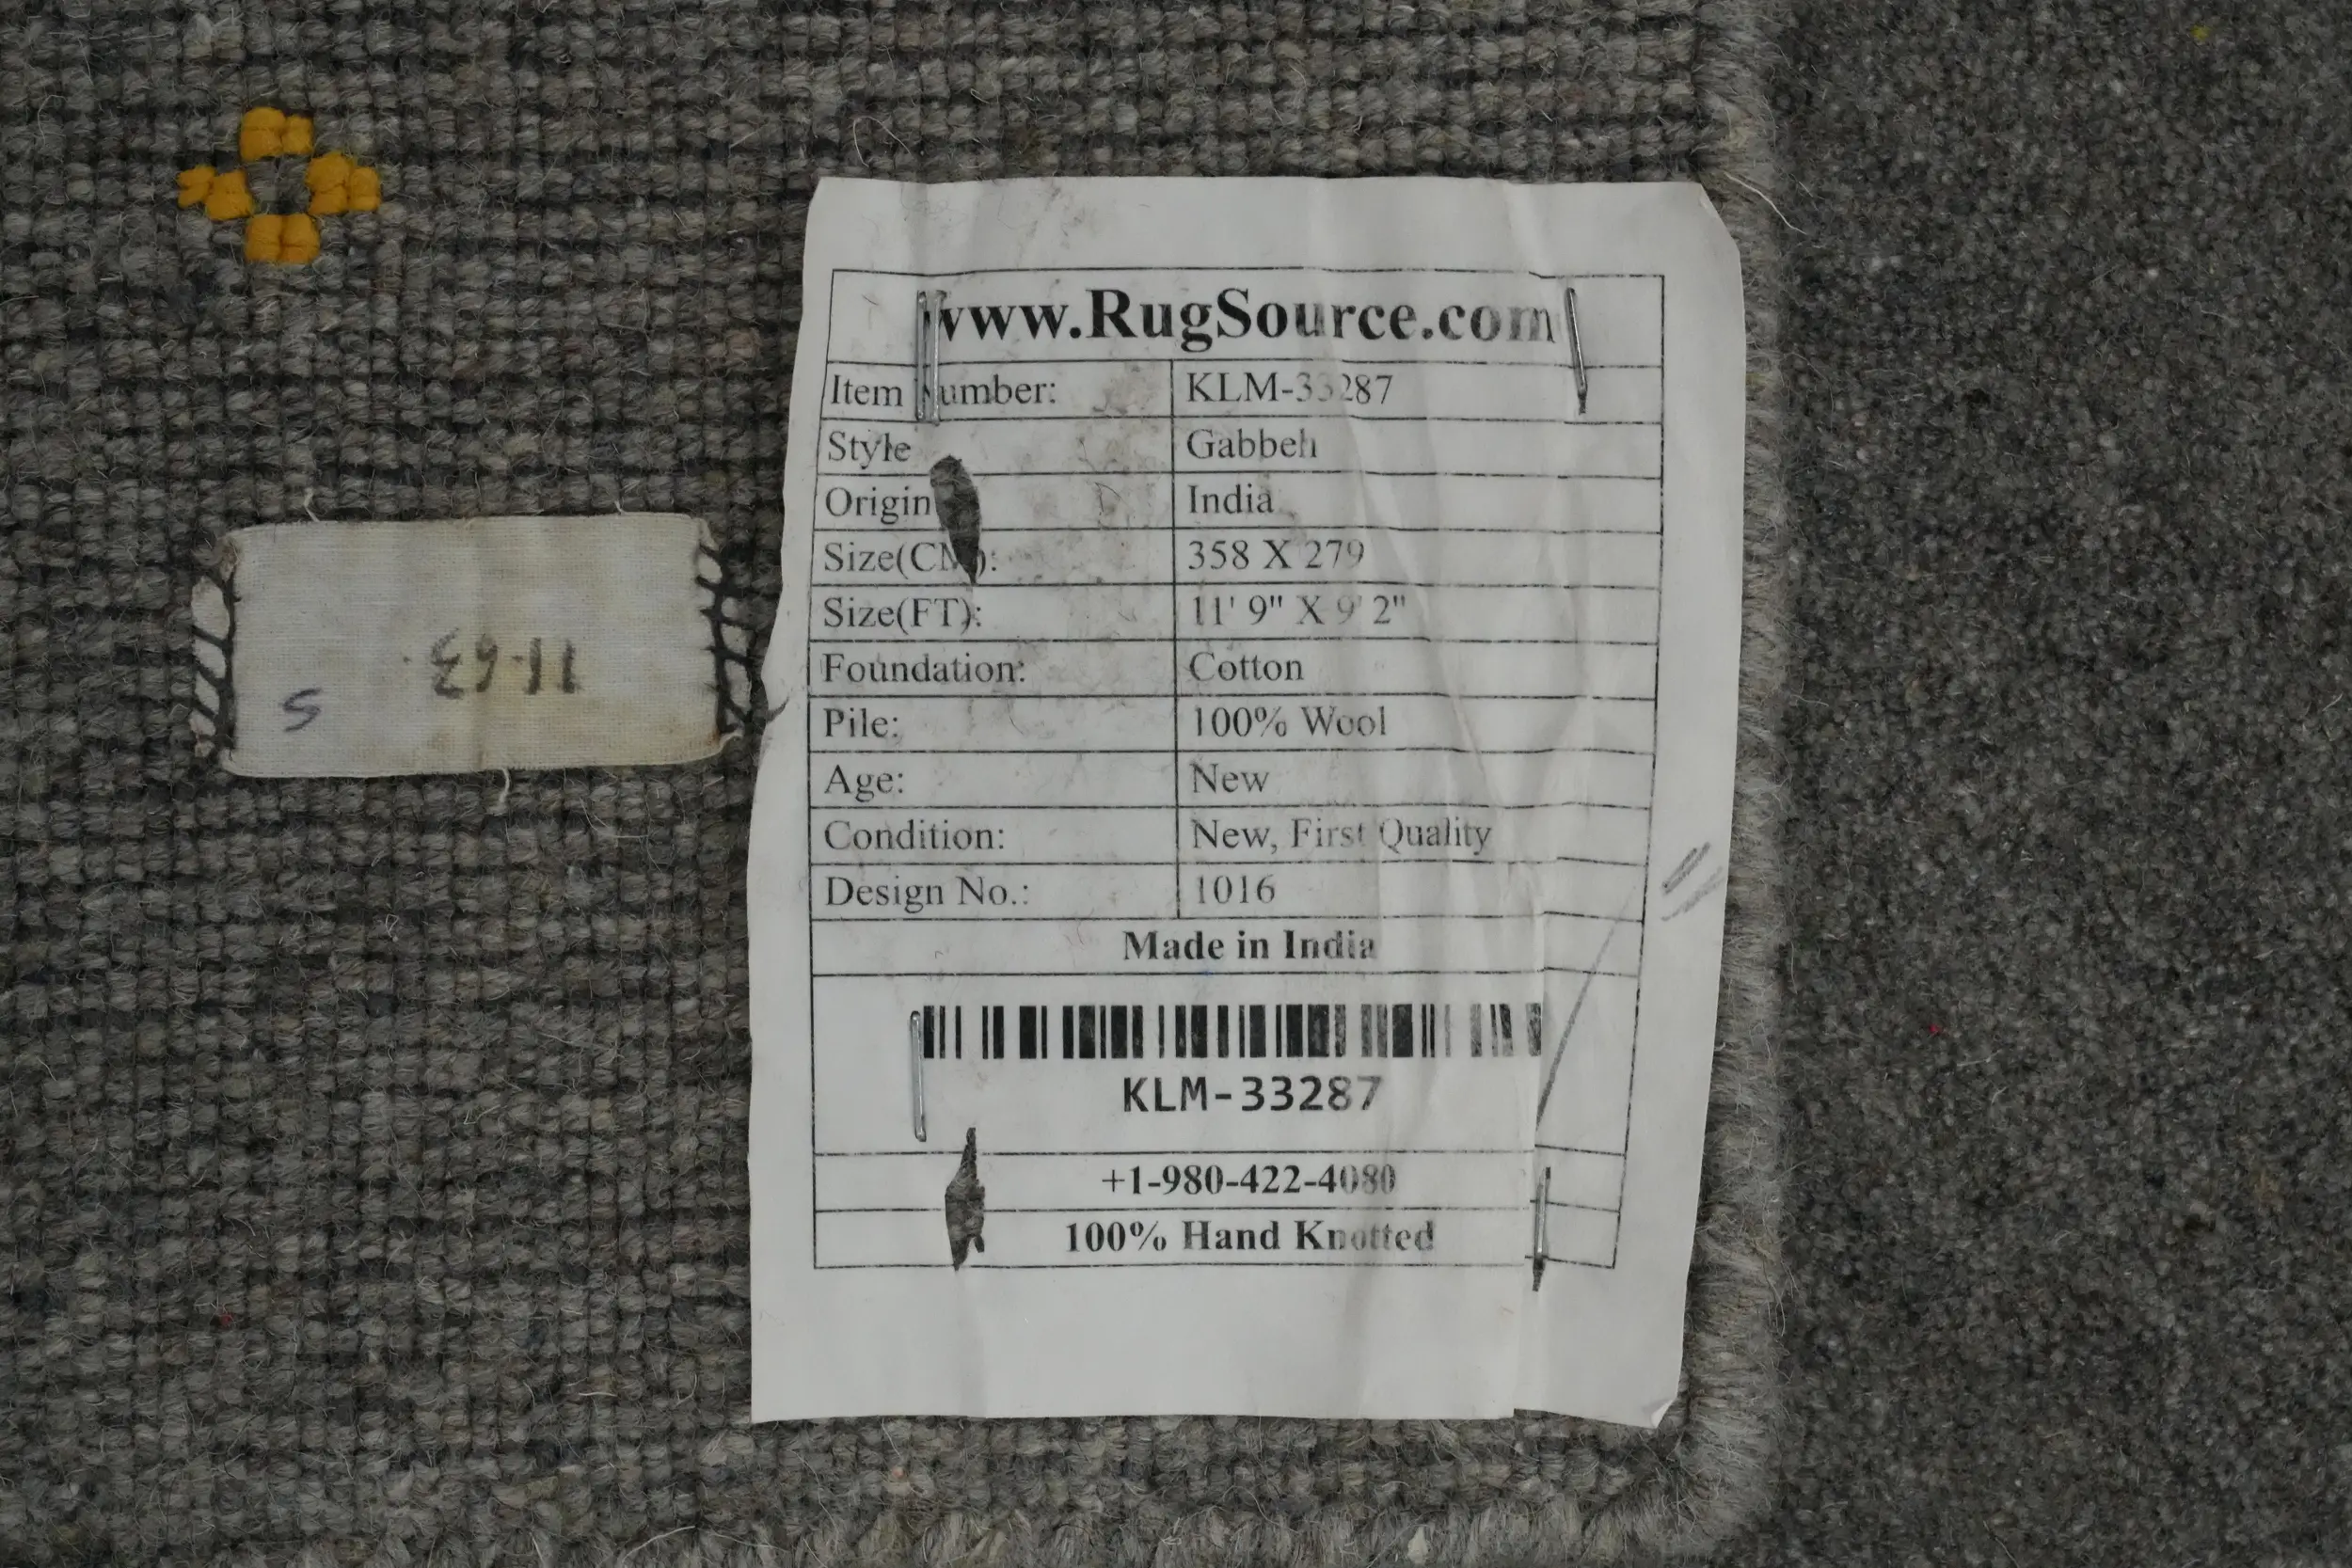 www.RugSource.com
Item Number: KLM-33287
Style Gabbeh
Origin India
Size(CM): 358 X 279
Size(FT): 11' 9" X 9' 2"
Foundation: Cotton
Pile: 100% Wool
Age: New
Condition: New, First Quality
Design No.: 1016
Made in India
KLM-33287
+1-980-422-4080
100% Hand Knotted